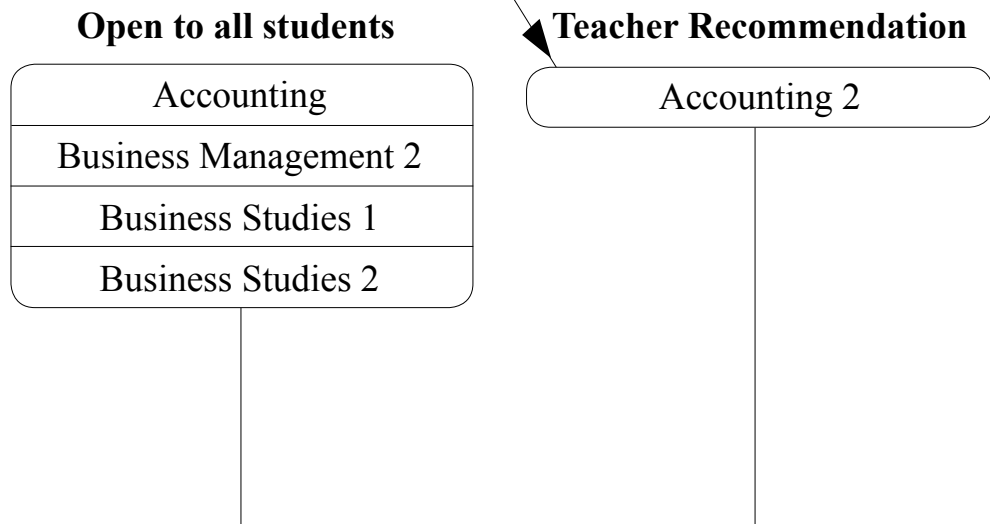 Open to all students
Accounting
Business Management 2
Business Studies 1
Business Studies 2
Teacher Recommendation
Accounting 2